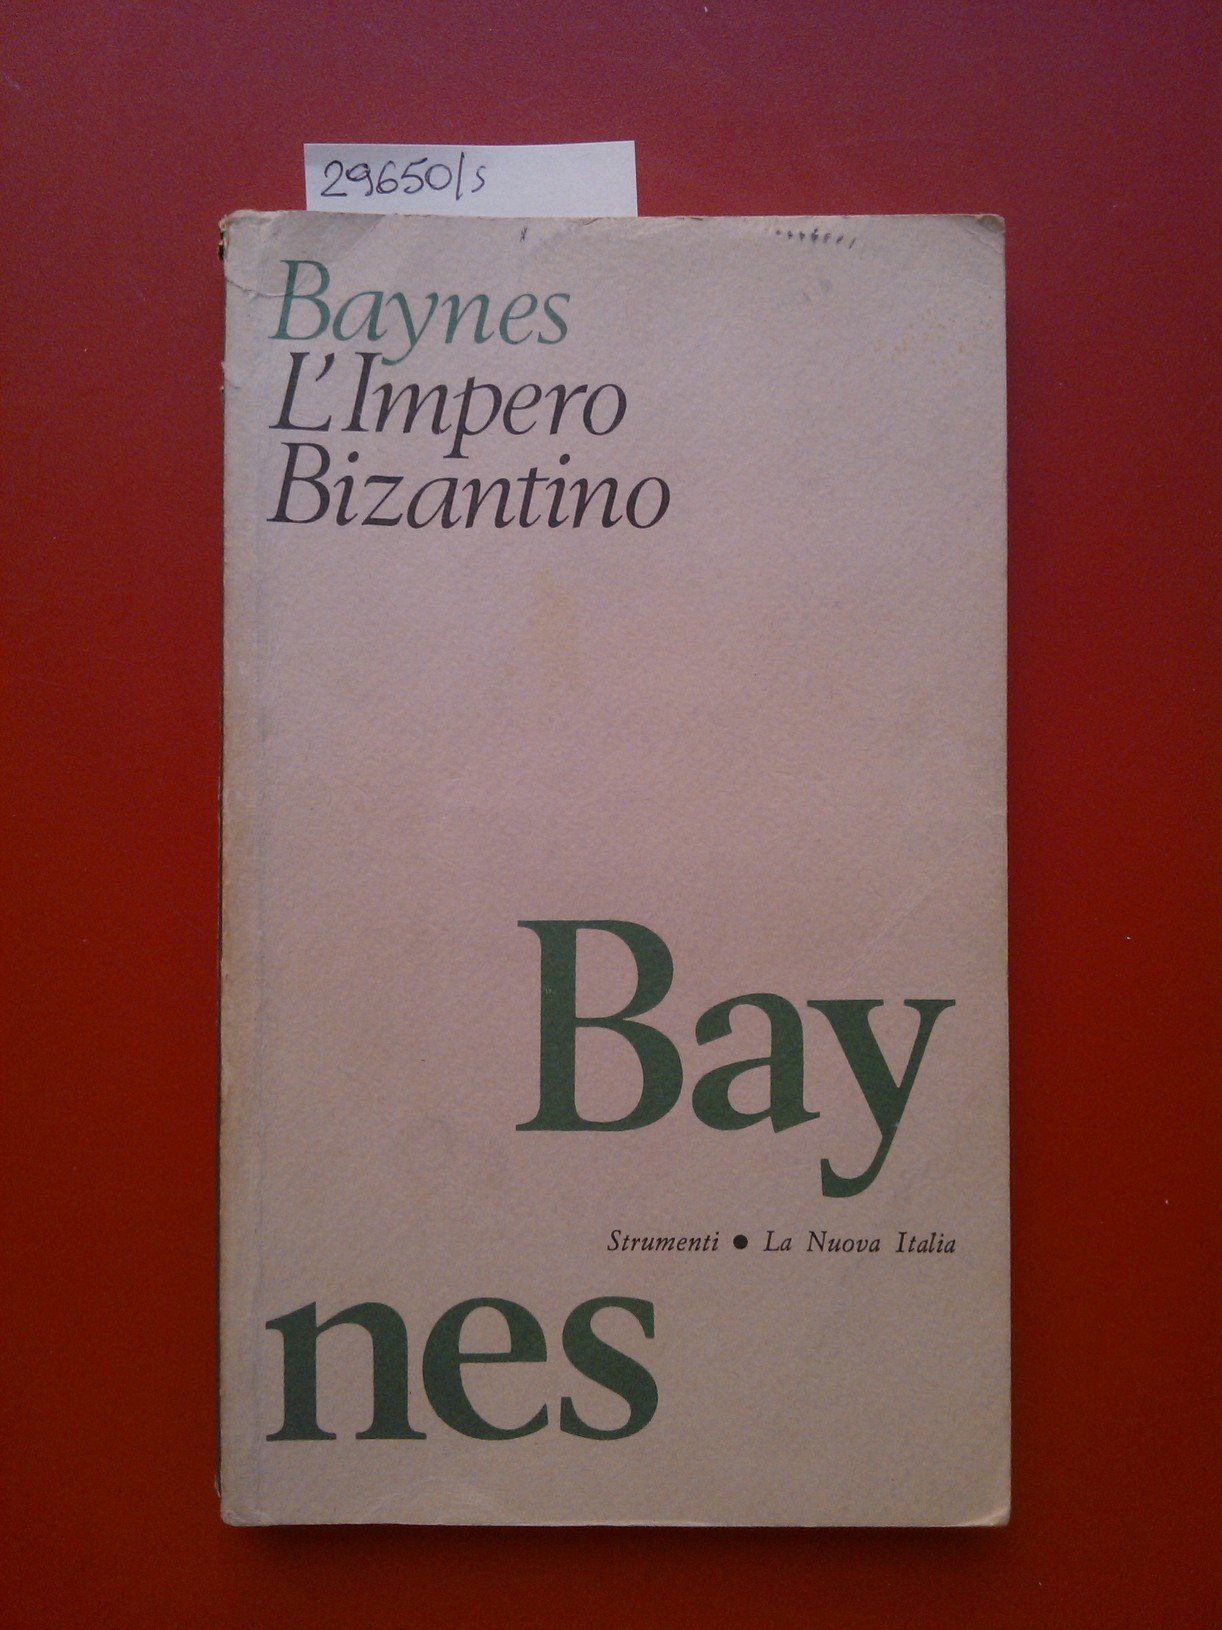 29650/s
Baynes
L'Impero
Bizantino
Bay
Strumenti ● La Nuova Italia
nes